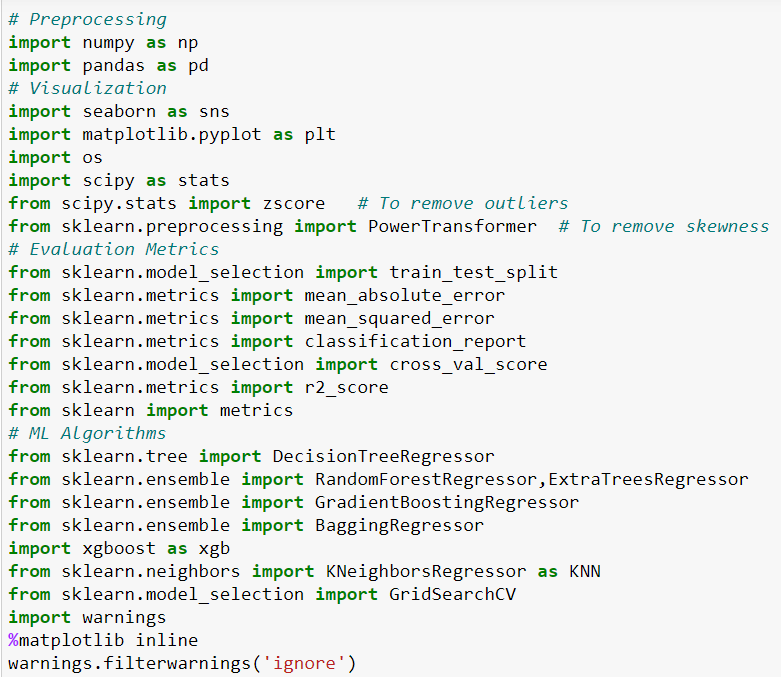 # Preprocessing
import numpy as np
import pandas as pd
# Visualization
import seaborn as sns
import matplotlib.pyplot as plt
import os
import scipy as stats
from scipy.stats import zscore   # To remove outliers
from sklearn.preprocessing import PowerTransformer  # To remove skewness
# Evaluation Metrics
from sklearn.model_selection import train_test_split
from sklearn.metrics import mean_absolute_error
from sklearn.metrics import mean_squared_error
from sklearn.metrics import classification_report
from sklearn.model_selection import cross_val_score
from sklearn.metrics import r2_score
from sklearn import metrics
# ML Algorithms
from sklearn.tree import DecisionTreeRegressor
from sklearn.ensemble import RandomForestRegressor,ExtraTreesRegressor
from sklearn.ensemble import GradientBoostingRegressor
from sklearn.ensemble import BaggingRegressor
import xgboost as xgb
from sklearn.neighbors import KNeighborsRegressor as KNN
from sklearn.model_selection import GridSearchCV
import warnings
%matplotlib inline
warnings.filterwarnings('ignore')